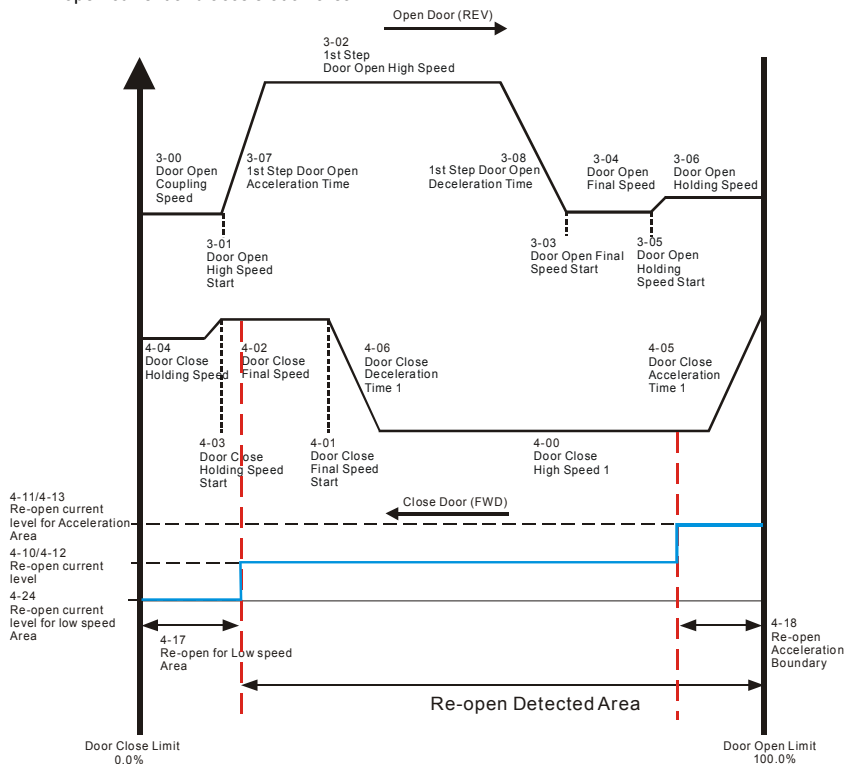 Open Door (REV)
3-02
1st Step
Door Open High Speed
3-00
Door Open
Coupling
Speed
3-07
1st Step Door Open
Acceleration Time
3-08
1st Step Door Open
Deceleration Time
3-04
Door Open
Final Speed
3-06
Door Open
Holding Speed
3-01
Door Open
High Speed
Start
3-03
Door Open Final
Speed Start
3-05
Door Open
Holding
Speed Start
4-04
Door Close
Holding Speed
4-02
Door Close
Final Speed
4-06
Door Close
Deceleration
Time 1
4-05
Door Close
Acceleration
Time 1
4-03
Door Close
Holding Speed
Start
4-01
Door Close
Final Speed
Start
4-00
Door Close
High Speed 1
Close Door (FWD)
4-11/4-13
Re-open current
level for Acceleration
Area
4-10/4-12
Re-open current
level
4-24
Re-open current
level for low speed
Area
4-17
Re-open for Low speed
Area
4-18
Re-open
Acceleration
Boundary
Re-open Detected Area
Door Close Limit
0.0%
Door Open Limit
100.0%